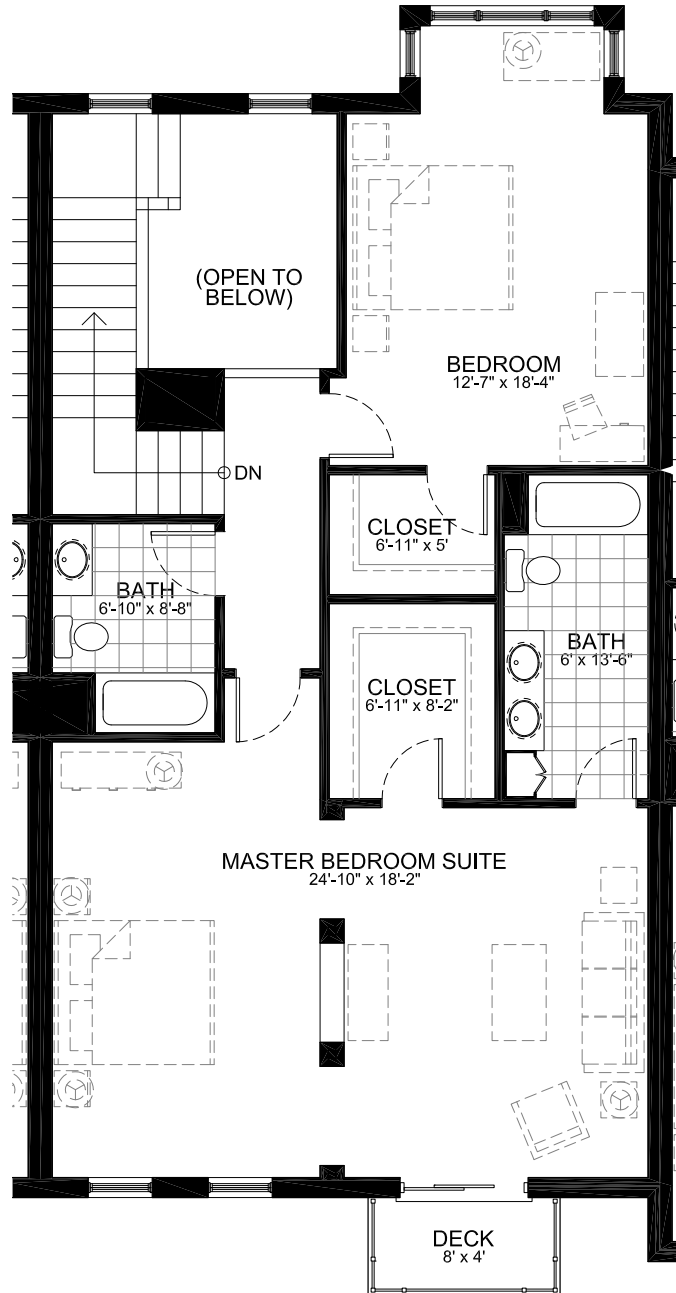 (OPEN TO
BELOW)
BEDROOM
12'-7" x 18'-4"
DN
CLOSET
6'-11" x 5'
BATH
6'-10" x 8'-8"
BATH
6' x 13'-6"
CLOSET
6'-11" x 8'-2"
MASTER BEDROOM SUITE
24'-10" x 18'-2"
DECK
8' x 4'